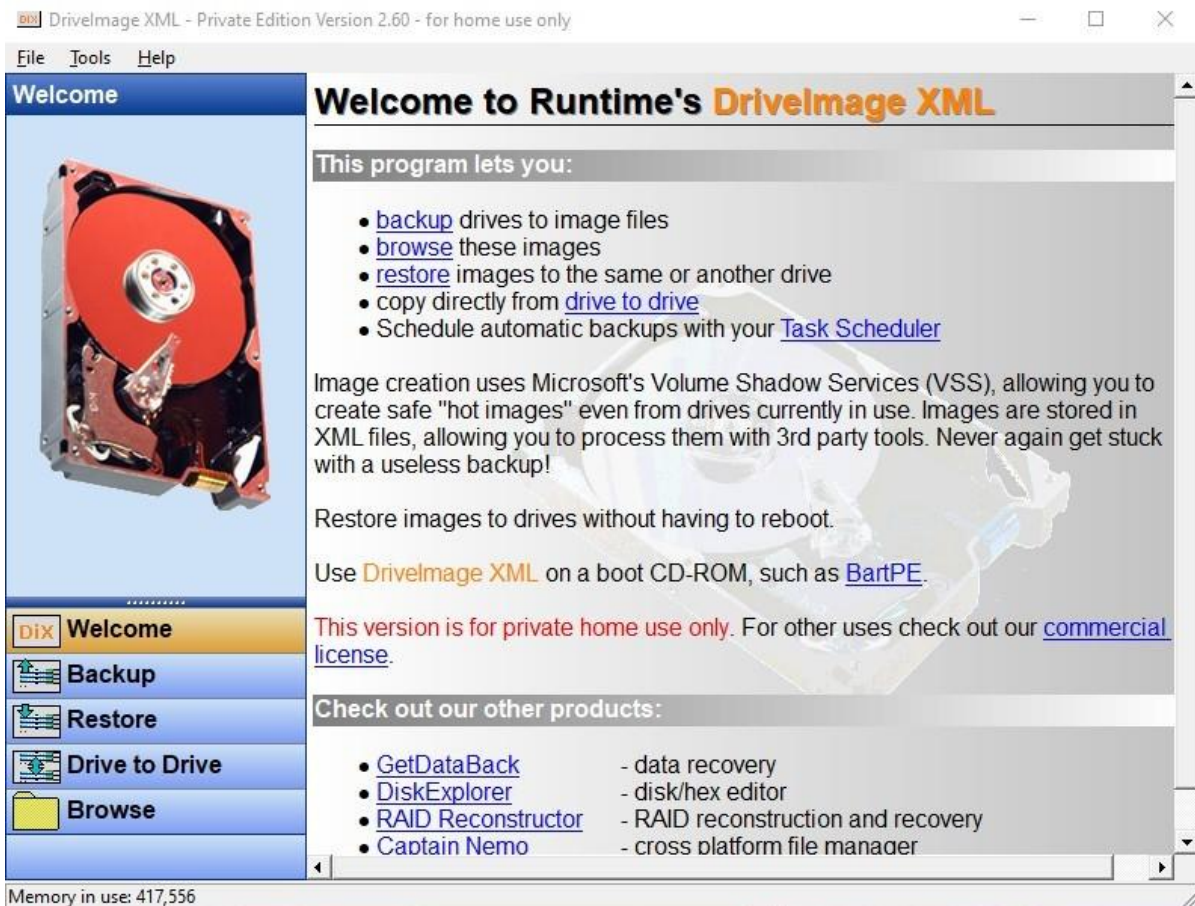 DiX DriveImage XML - Private Edition Version 2.60 - for home use only
File Tools Help
Welcome
Welcome to Runtime's DriveImage XML
This program lets you:
• backup drives to image files
• browse these images
• restore images to the same or another drive
• copy directly from drive to drive
• Schedule automatic backups with your Task Scheduler
Image creation uses Microsoft's Volume Shadow Services (VSS), allowing you to
create safe "hot images" even from drives currently in use. Images are stored in
XML files, allowing you to process them with 3rd party tools. Never again get stuck
with a useless backup!
Restore images to drives without having to reboot.
Use DriveImage XML on a boot CD-ROM, such as BartPE.
This version is for private home use only. For other uses check out our commercial
license.
Check out our other products:
• GetDataBack - data recovery
• DiskExplorer - disk/hex editor
• RAID Reconstructor - RAID reconstruction and recovery
• Captain Nemo - cross platform file manager
DiX Welcome
Backup
Restore
Drive to Drive
Browse
Memory in use: 417,556